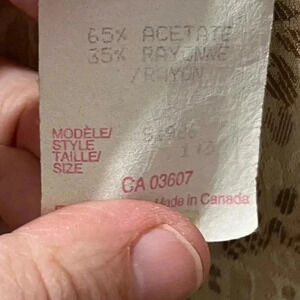 65% ACETATE
35% RAYONNE
/RAYON
MODÈLE/
STYLE
TAILLE/
SIZE
CA 03607
Made in Canada